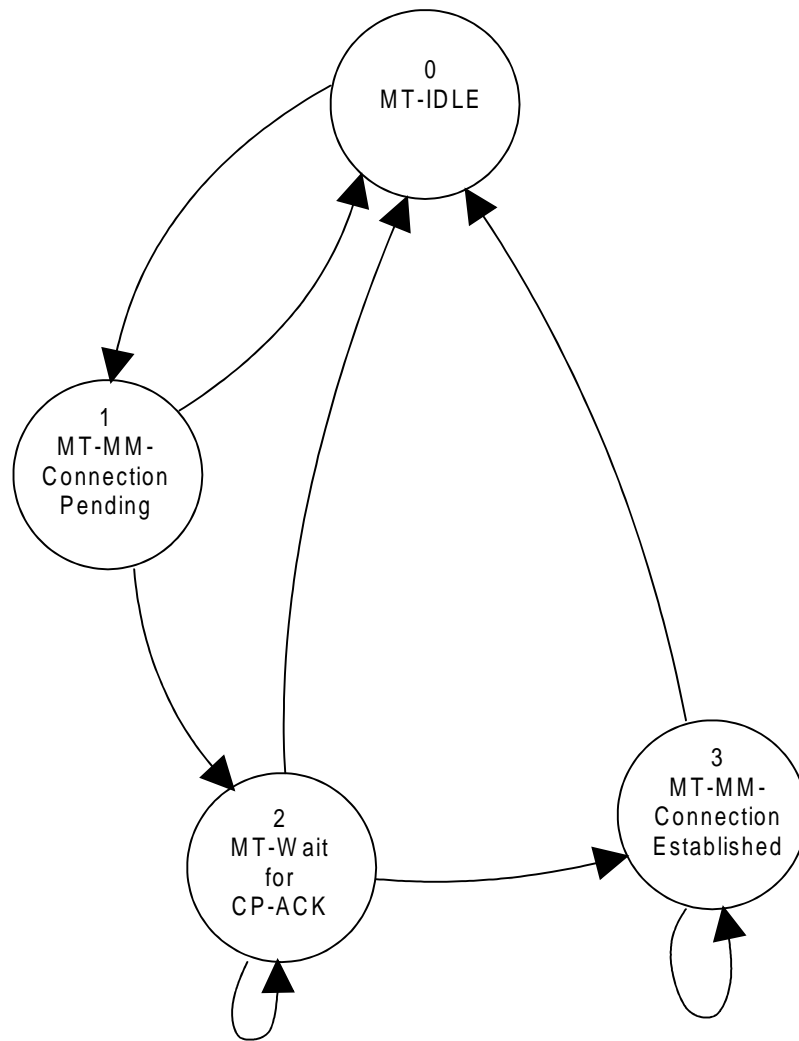 0
MT-IDLE
1
MT-MM-
Connection
Pending
2
MT-Wait
for
CP-ACK
3
MT-MM-
Connection
Established